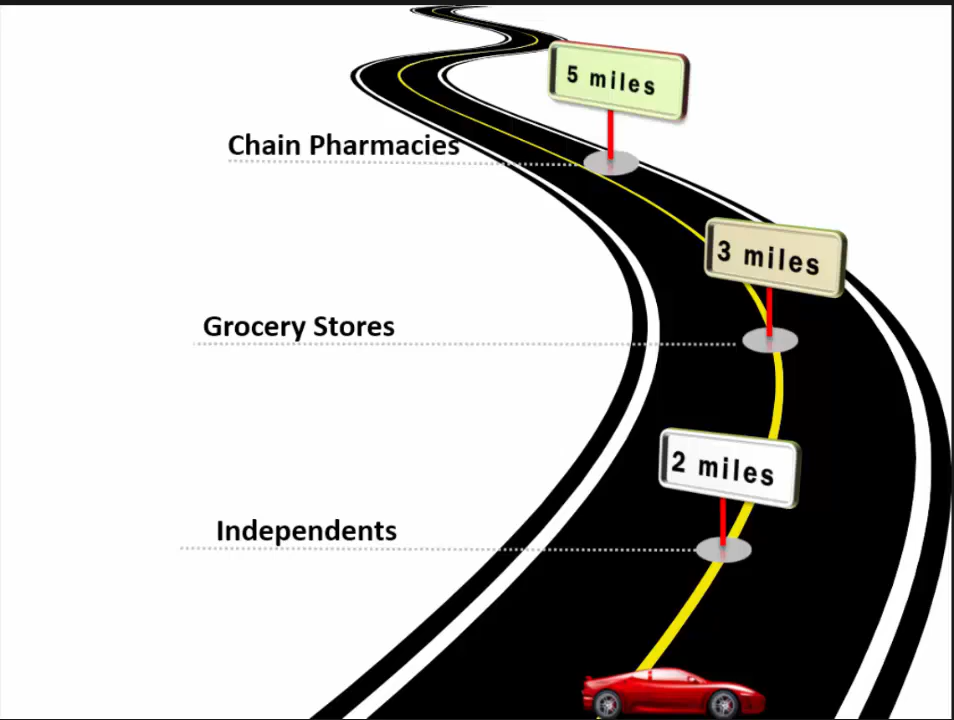 5 miles
Chain Pharmacies
3 miles
Grocery Stores
2 miles
Independents